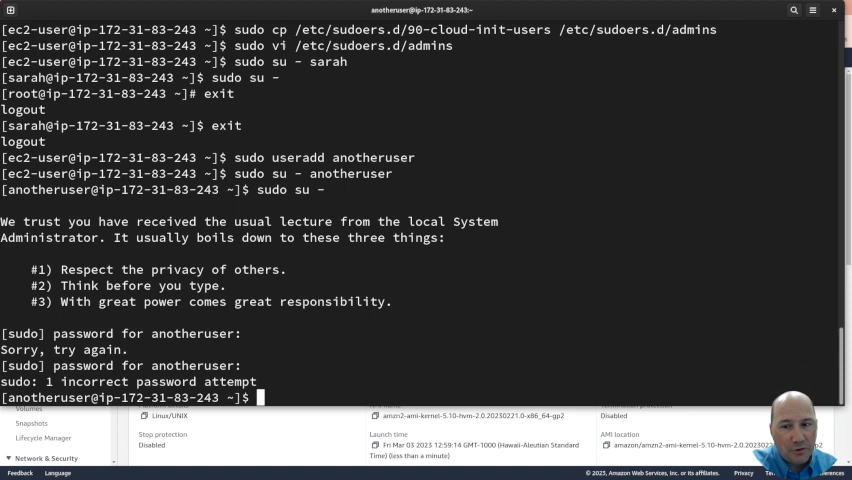 anotheruser@ip-172-31-83-243:~
[ec2-user@ip-172-31-83-243 ~]$ sudo cp /etc/sudoers.d/90-cloud-init-users /etc/sudoers.d/admins
[ec2-user@ip-172-31-83-243 ~]$ sudo vi /etc/sudoers.d/admins
[ec2-user@ip-172-31-83-243 ~]$ sudo su - sarah
[sarah@ip-172-31-83-243 ~]$ sudo su -
[root@ip-172-31-83-243 ~]# exit
logout
[sarah@ip-172-31-83-243 ~]$ exit
logout
[ec2-user@ip-172-31-83-243 ~]$ sudo useradd anotheruser
[ec2-user@ip-172-31-83-243 ~]$ sudo su - anotheruser
[anotheruser@ip-172-31-83-243 ~]$ sudo su -
We trust you have received the usual lecture from the local System
Administrator. It usually boils down to these three things:
#1) Respect the privacy of others.
#2) Think before you type.
#3) With great power comes great responsibility.
[sudo] password for anotheruser:
Sorry, try again.
[sudo] password for anotheruser:
sudo: 1 incorrect password attempt
[anotheruser@ip-172-31-83-243 ~]$
Volumes
Snapshots
Lifecycle Manager
Network & Security
Linux/UNIX
amzn2-ami-kernel-5.10-hvm-2.0.20230221.0-x86_64-gp2
Disabled
Stop protection
Disabled
Launch time
Fri Mar 03 2023 12:59:14 GMT-1000 (Hawaii-Aleutian Standard
Time) (less than a minute)
AMI location
amazon/amzn2-ami-kernel-5.10-hvm-
Feedback
Language
© 2023, Amazon Web Services, Inc. or its affiliates.
Privacy